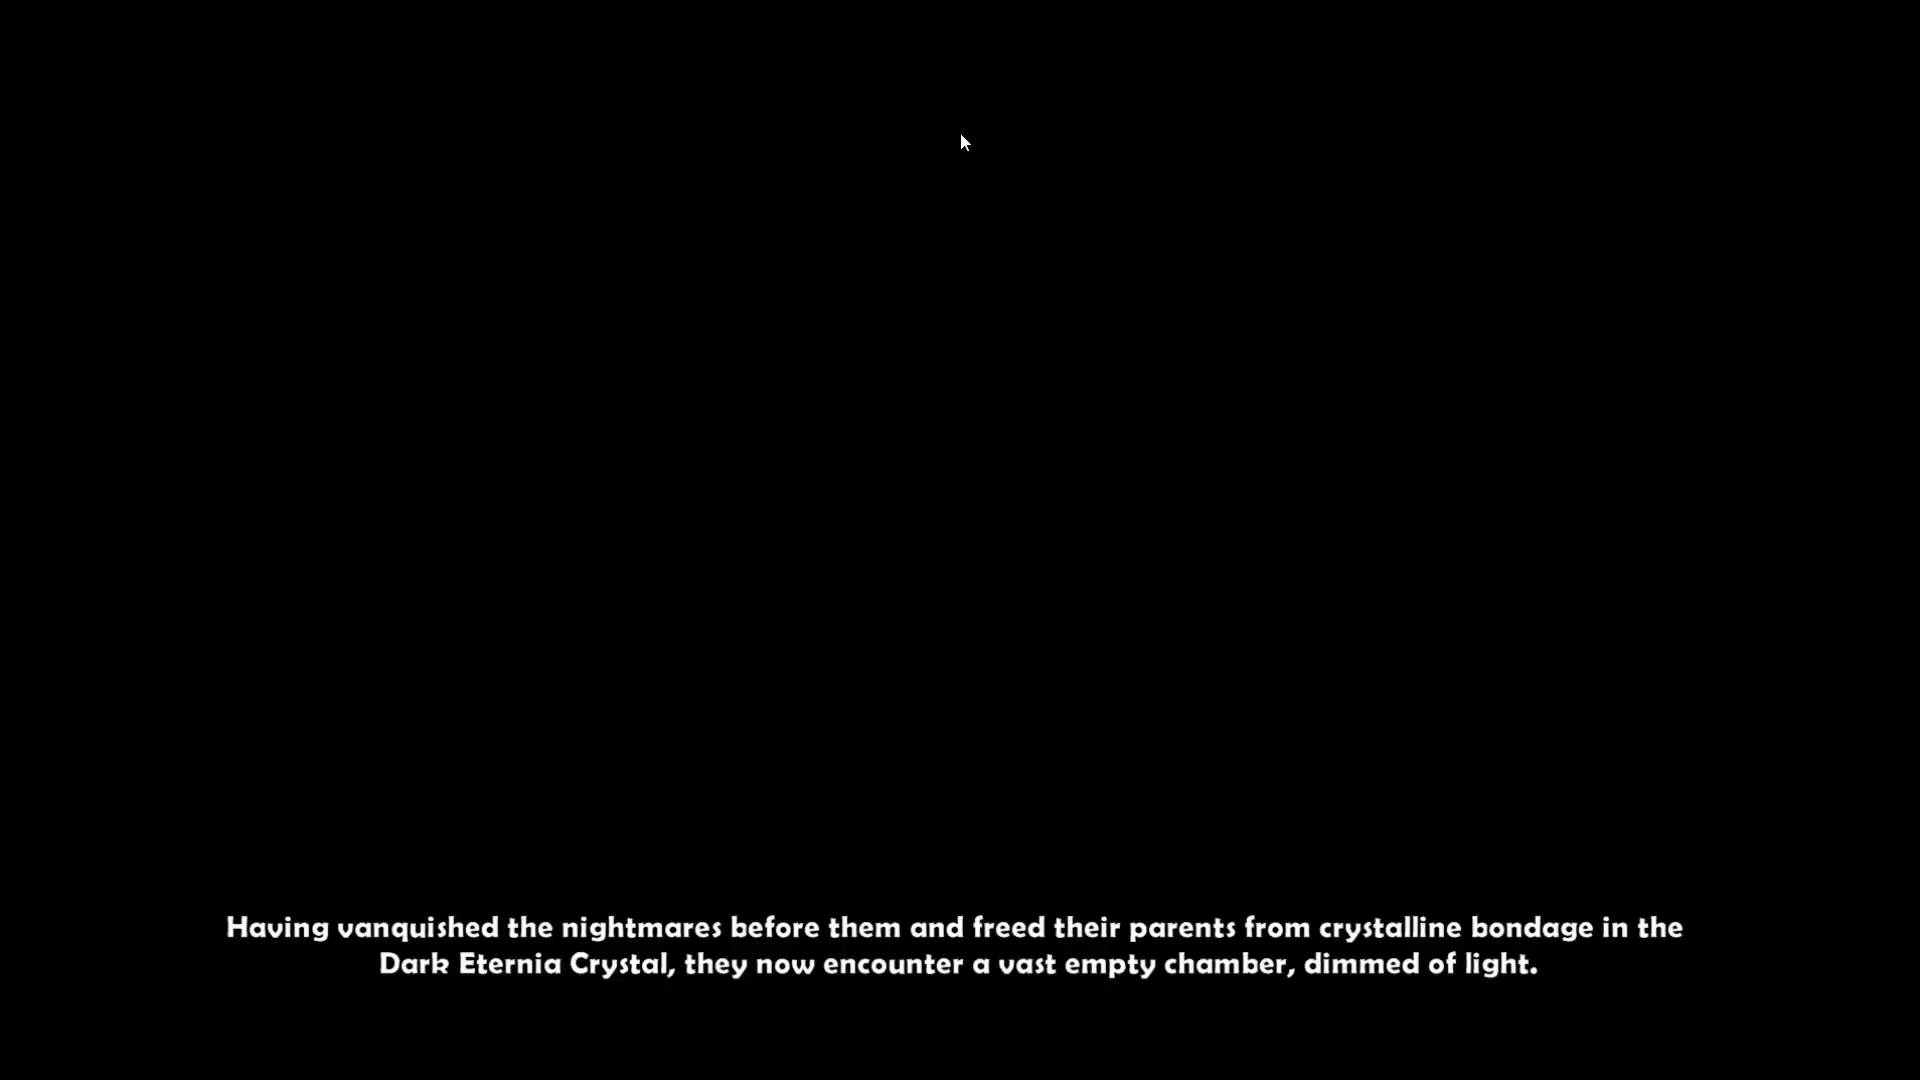 Having vanquished the nightmares before them and freed their parents from crystalline bondage in the
Dark Eternia Crystal, they now encounter a vast empty chamber, dimmed of light.